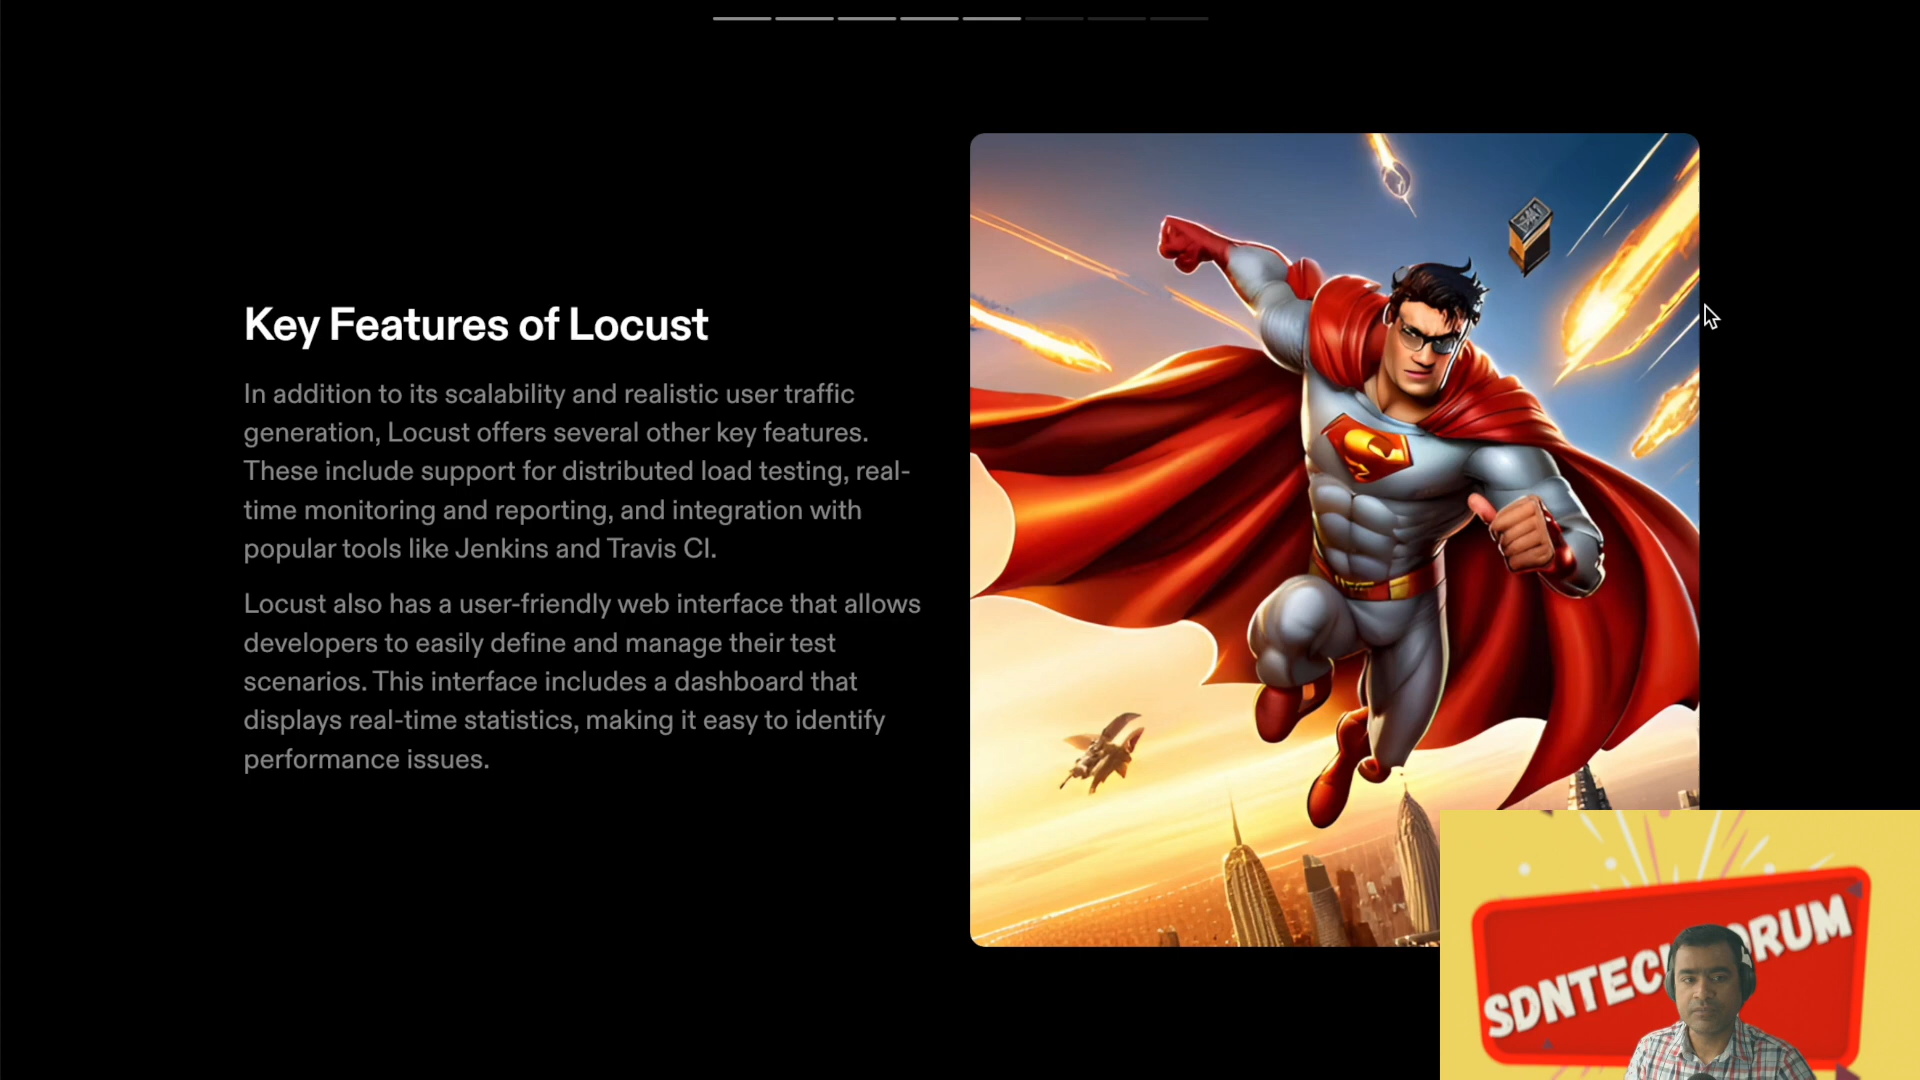 Key Features of Locust
In addition to its scalability and realistic user traffic
generation, Locust offers several other key features.
These include support for distributed load testing, real-
time monitoring and reporting, and integration with
popular tools like Jenkins and Travis CI.
Locust also has a user-friendly web interface that allows
developers to easily define and manage their test
scenarios. This interface includes a dashboard that
displays real-time statistics, making it easy to identify
performance issues.